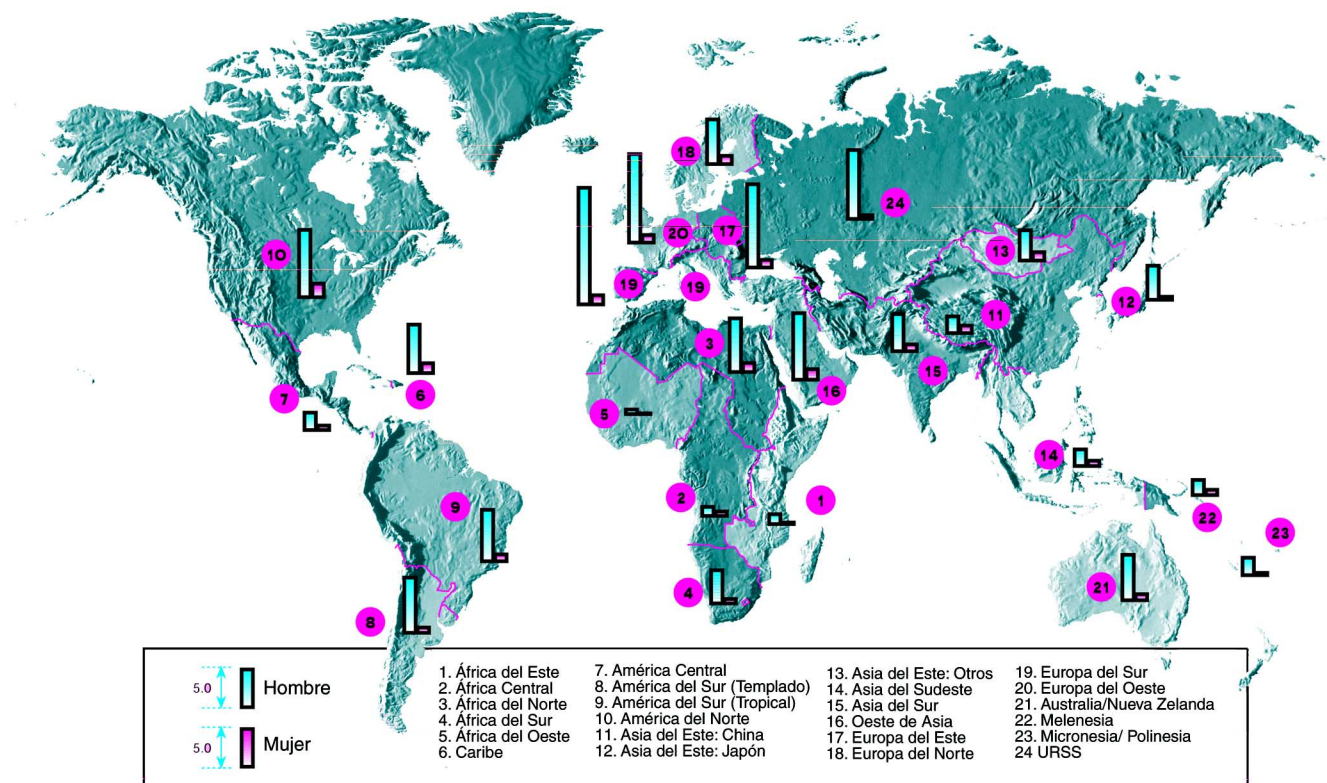 18
24
20
17
10
13
19
19
12
11
3
15
16
6
7
5
14
2
1
9
22
23
21
4
8
5.0
Hombre
5.0
Mujer
1. África del Este
2. África Central
3. África del Norte
4. África del Sur
5. África del Oeste
6. Caribe
7. América Central
8. América del Sur (Templado)
9. América del Sur (Tropical)
10. América del Norte
11. Asia del Este: China
12. Asia del Este: Japón
13. Asia del Este: Otros
14. Asia del Sudeste
15. Asia del Sur
16. Oeste de Asia
17. Europa del Este
18. Europa del Norte
19. Europa del Sur
20. Europa del Oeste
21. Australia/Nueva Zelanda
22. Melenesia
23. Micronesia/ Polinesia
24 URSS